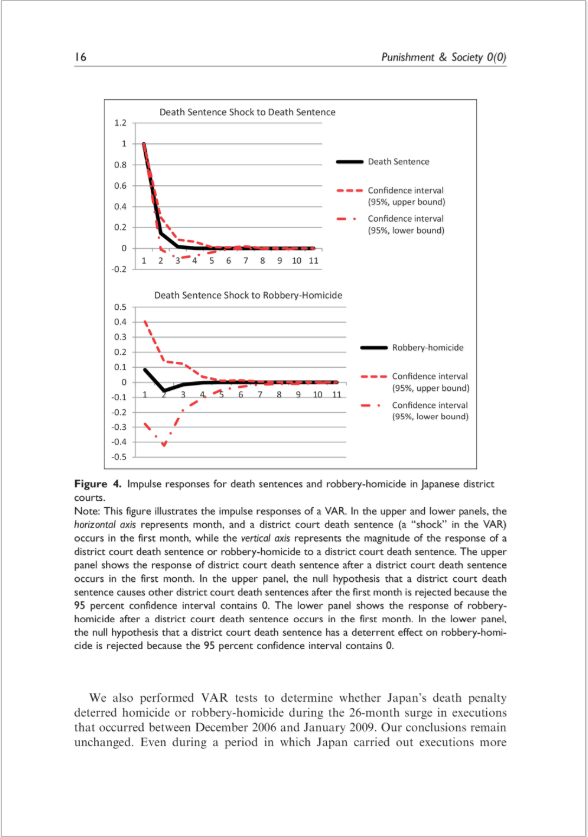 16
Punishment & Society 0(0)
Death Sentence Shock to Death Sentence
1.2
1
0.8
0.6
0.4
0.2
0
-0.2
1 2 3 4 5 6 7 8 9 10 11
Death Sentence
Confidence interval
(95%, upper bound)
Confidence interval
(95%, lower bound)
Death Sentence Shock to Robbery-Homicide
0.5
0.4
0.3
0.2
0.1
0
-0.1
-0.2
-0.3
-0.4
-0.5
1 2 3 4 5 6 7 8 9 10 11
Robbery-homicide
Confidence interval
(95%, upper bound)
Confidence interval
(95%, lower bound)
Figure 4. Impulse responses for death sentences and robbery-homicide in Japanese district
courts.
Note: This figure illustrates the impulse responses of a VAR. In the upper and lower panels, the
horizontal axis represents month, and a district court death sentence (a “shock” in the VAR)
occurs in the first month, while the vertical axis represents the magnitude of the response of a
district court death sentence or robbery-homicide to a district court death sentence. The upper
panel shows the response of district court death sentence after a district court death sentence
occurs in the first month. In the upper panel, the null hypothesis that a district court death
sentence causes other district court death sentences after the first month is rejected because the
95 percent confidence interval contains 0. The lower panel shows the response of robbery-
homicide after a district court death sentence occurs in the first month. In the lower panel,
the null hypothesis that a district court death sentence has a deterrent effect on robbery-homi-
cide is rejected because the 95 percent confidence interval contains 0.
We also performed VAR tests to determine whether Japan’s death penalty
deterred homicide or robbery-homicide during the 26-month surge in executions
that occurred between December 2006 and January 2009. Our conclusions remain
unchanged. Even during a period in which Japan carried out executions more